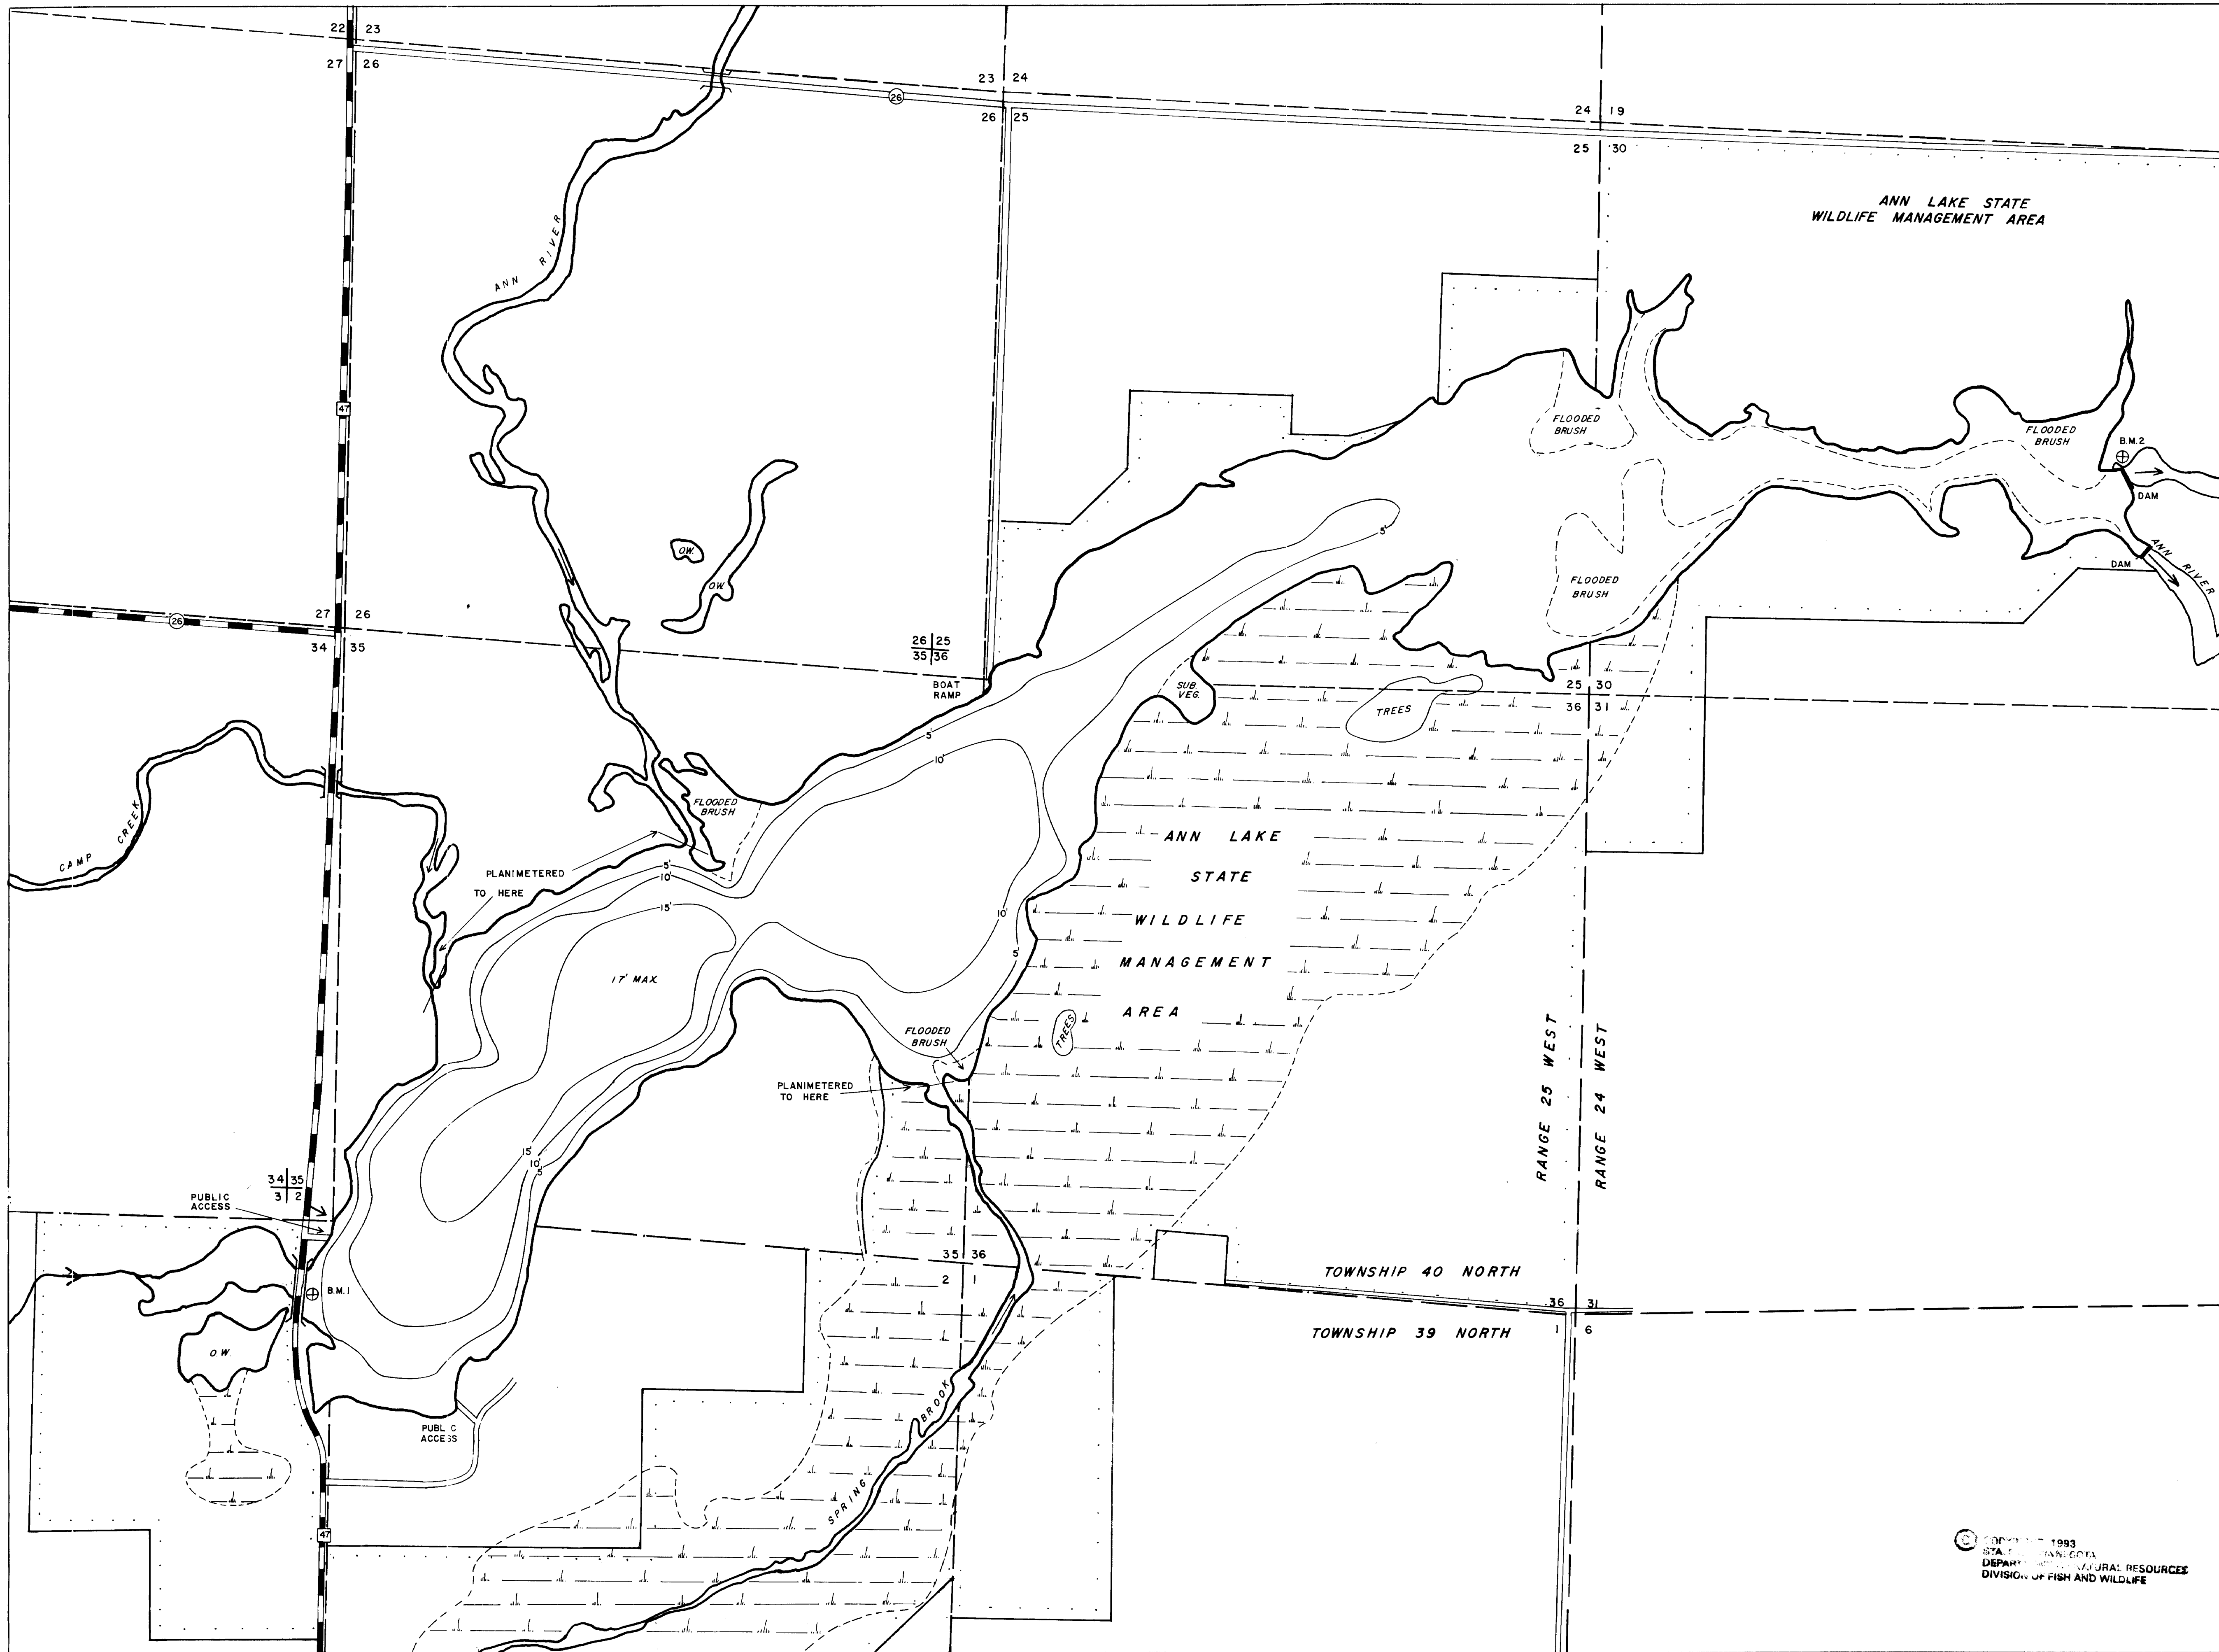 22 23
27 26
26
23 24
26 25
24 19
25 30
ANN LAKE STATE
WILDLIFE MANAGEMENT AREA
ANN RIVER
47
FLOODED
BRUSH
FLOODED
BRUSH
B.M.2
DAM
ANN RIVER
DAM
O.W.
O.W.
FLOODED
BRUSH
5'
26
27 26
34 35
26 25
35 36
BOAT
RAMP
SUB.
VEG.
TREES
25 30
36 31
5'
10'
CAMP CREEK
FLOODED
BRUSH
PLANIMETERED
TO HERE
5'
10'
15'
10'
5'
17' MAX.
ANN LAKE
STATE
WILDLIFE
MANAGEMENT
AREA
TREES
FLOODED
BRUSH
PLANIMETERED
TO HERE
RANGE 25 WEST
RANGE 24 WEST
15'
10'
5'
34 35
3 2
PUBLIC
ACCESS
35 36
2 1
TOWNSHIP 40 NORTH
36 31
1 6
TOWNSHIP 39 NORTH
B.M.1
O.W.
PUBL C
ACCESS
SPRING BROOK
47
© 1993
DEPAR NATURAL RESOURCES
DIVISION OF FISH AND WILDLIFE